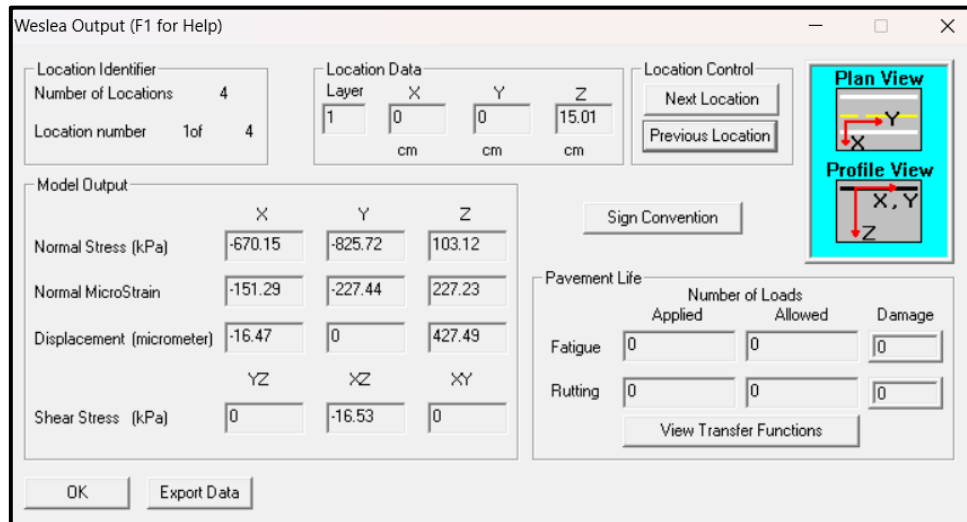 Weslea Output (F1 for Help)
Location Identifier
Number of Locations 4
Location number 1of 4
Location Data
Layer X Y Z
1 0 0 15.01
cm cm cm
Location Control
Next Location
Previous Location
Plan View
Y
X
Profile View
X, Y
Z
Model Output
X Y Z
Normal Stress (kPa) -670.15 -825.72 103.12
Normal MicroStrain -151.29 -227.44 227.23
Displacement (micrometer) -16.47 0 427.49
YZ XZ XY
Shear Stress (kPa) 0 -16.53 0
Sign Convention
Pavement Life
Number of Loads
Applied Allowed Damage
Fatigue 0 0 0
Rutting 0 0 0
View Transfer Functions
OK Export Data